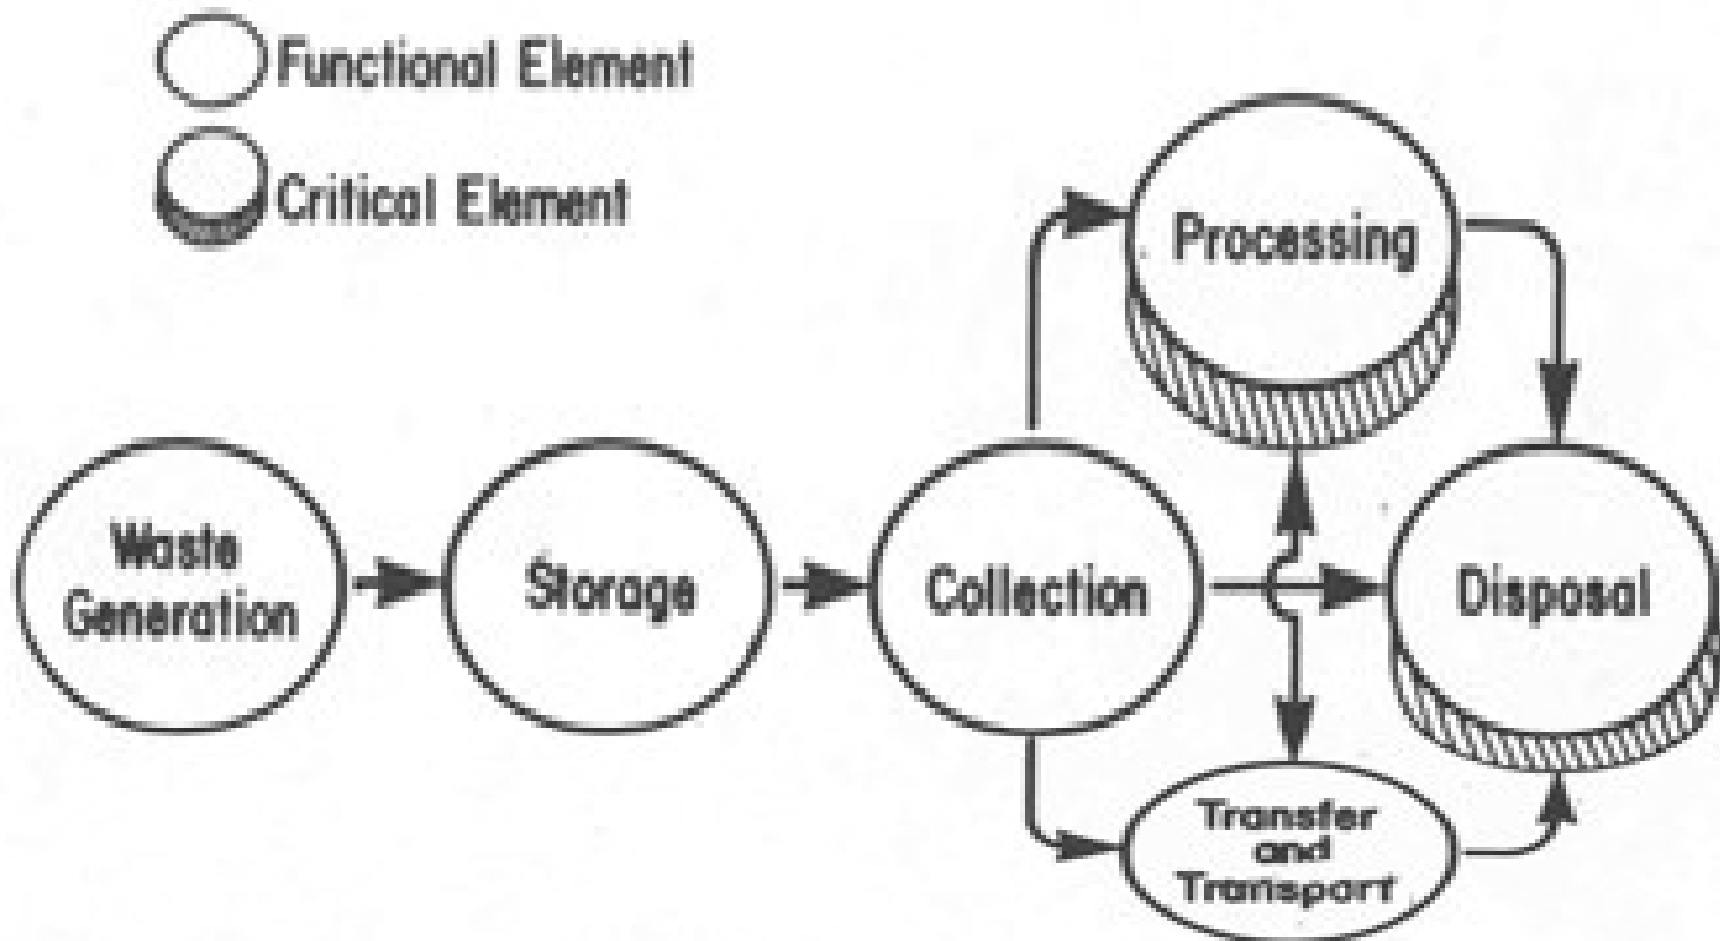 Functional Element
Critical Element
Processing
Waste
Generation
Storage
Collection
Disposal
Transfer
and
Transport